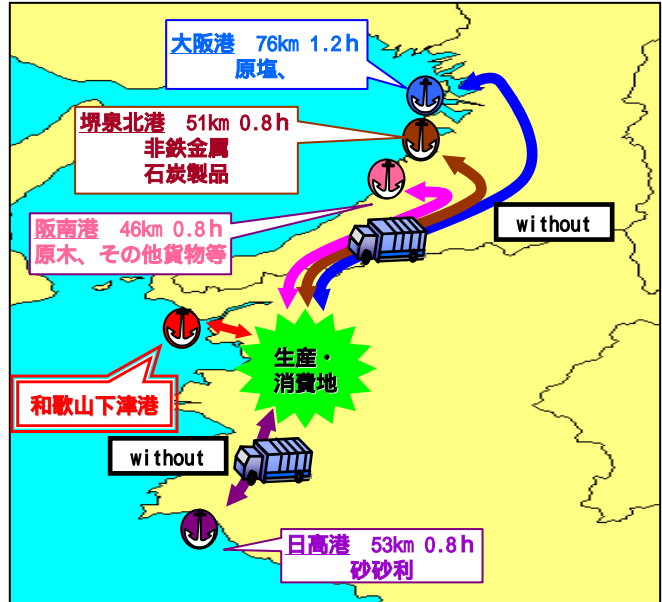 大阪港 76km 1.2h
原塩、
堺泉北港 51km 0.8h
非鉄金属
石炭製品
阪南港 46km 0.8h
原木、その他貨物等
without
生産・
消費地
和歌山下津港
without
日高港 53km 0.8h
砂砂利